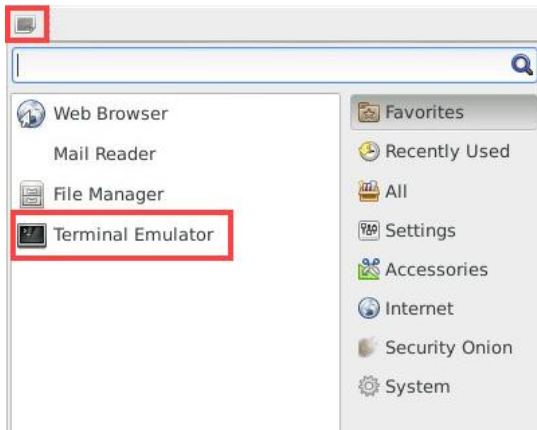 Web Browser
Mail Reader
File Manager
Terminal Emulator
Favorites
Recently Used
All
Settings
Accessories
Internet
Security Onion
System